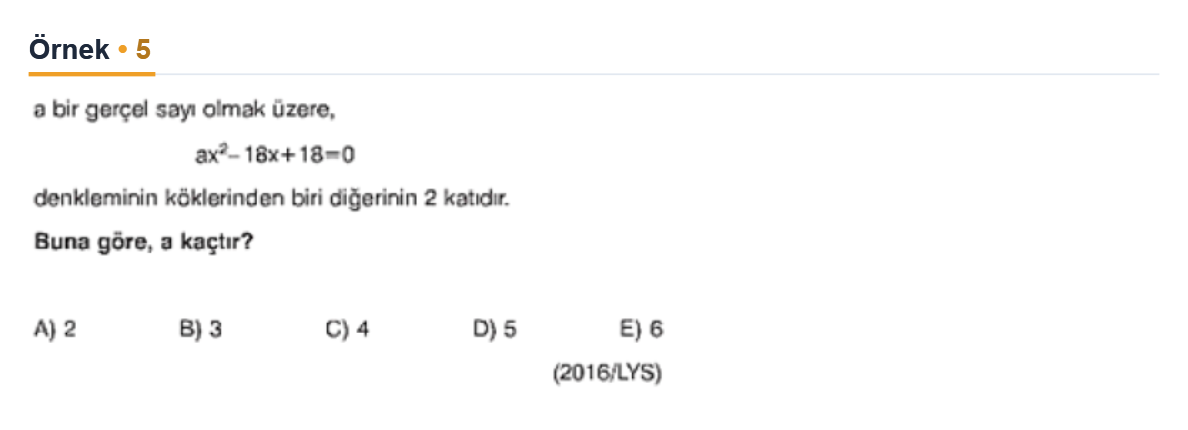 Örnek • 5
a bir gerçel sayı olmak üzere,
ax²– 18x+18=0
denkleminin köklerinden biri diğerinin 2 katıdır.
Buna göre, a kaçtır?
A) 2 B) 3 C) 4 D) 5 E) 6
(2016/LYS)